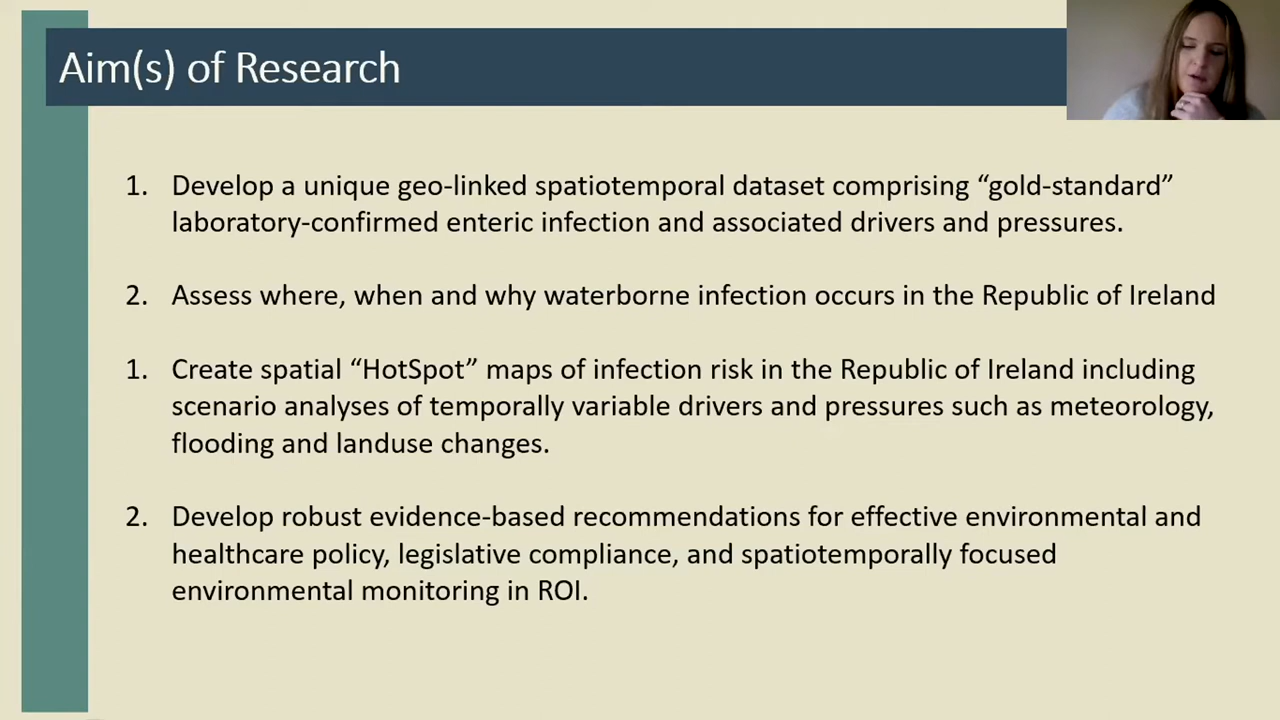 Aim(s) of Research
1. Develop a unique geo-linked spatiotemporal dataset comprising “gold-standard”
laboratory-confirmed enteric infection and associated drivers and pressures.
2. Assess where, when and why waterborne infection occurs in the Republic of Ireland
1. Create spatial “HotSpot” maps of infection risk in the Republic of Ireland including
scenario analyses of temporally variable drivers and pressures such as meteorology,
flooding and landuse changes.
2. Develop robust evidence-based recommendations for effective environmental and
healthcare policy, legislative compliance, and spatiotemporally focused
environmental monitoring in ROI.